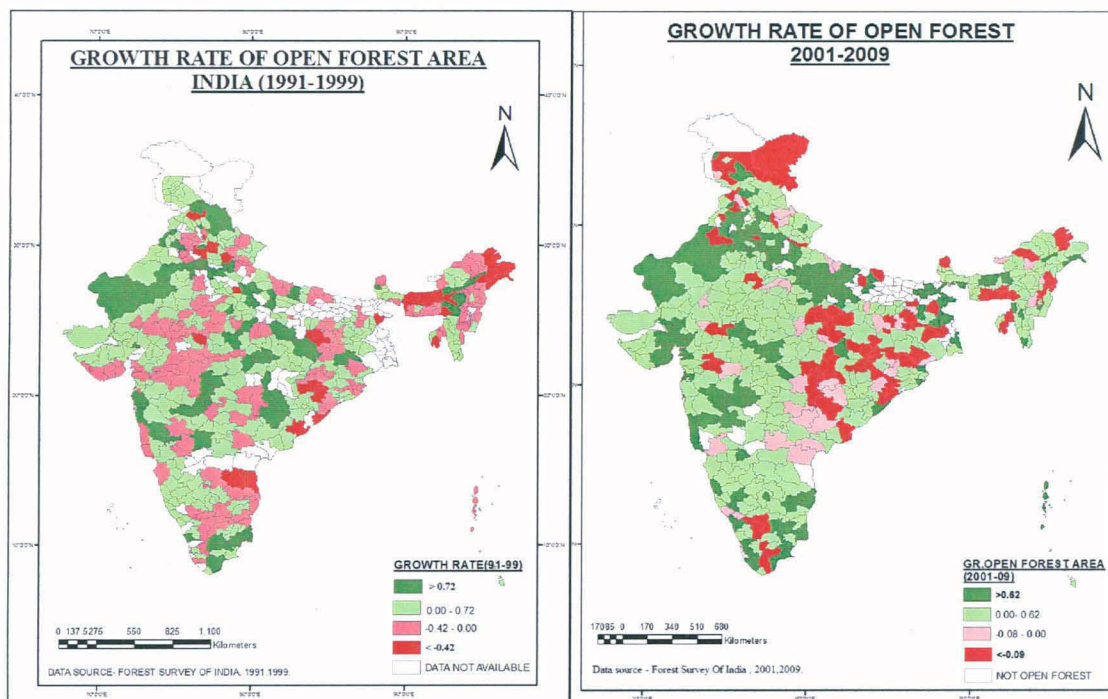 GROWTH RATE OF OPEN FOREST AREA
INDIA (1991-1999)
N
GROWTH RATE(91-99)
> 0.72
0.00 - 0.72
-0.42 - 0.00
< -0.42
DATA NOT AVAILABLE
0 137.5275 550 825 1,100
Kilometers
DATA SOURCE- FOREST SURVEY OF INDIA, 1991 1999.
GROWTH RATE OF OPEN FOREST
2001-2009
N
GR.OPEN FOREST AREA
(2001-09)
>0.62
0.00- 0.62
-0.08 - 0.00
<-0.09
NOT OPEN FOREST
0 170 340 510 680
Kilometers
Data source - Forest Survey Of India , 2001,2009.